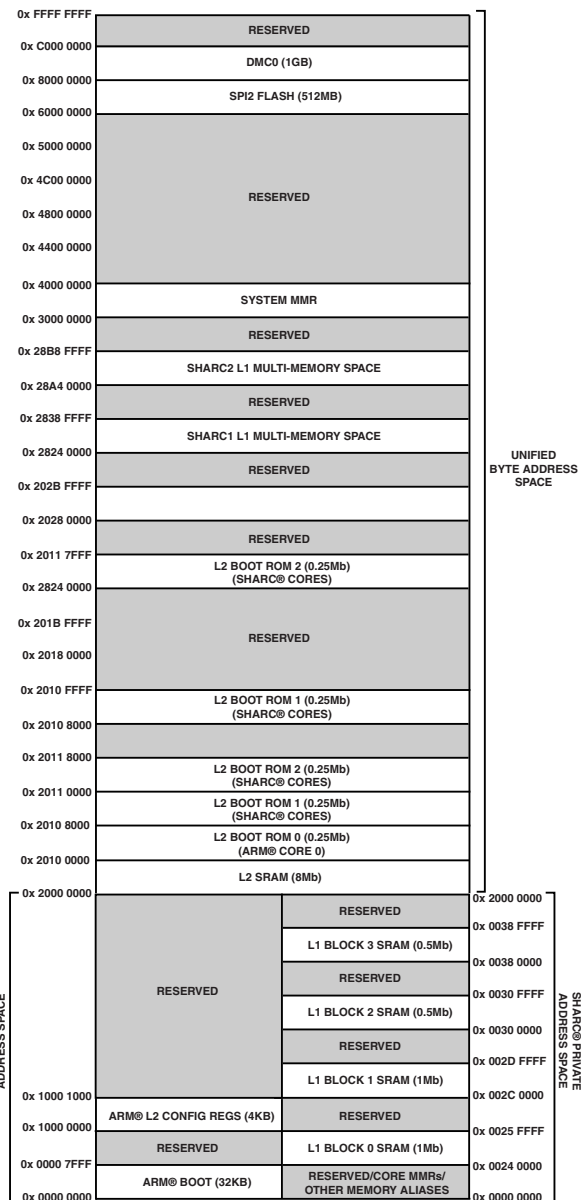 0x FFFF FFFF
RESERVED
0x C000 0000
DMC0 (1GB)
0x 8000 0000
SPI2 FLASH (512MB)
0x 6000 0000
0x 5000 0000
0x 4C00 0000
RESERVED
0x 4800 0000
0x 4400 0000
0x 4000 0000
SYSTEM MMR
0x 3000 0000
RESERVED
0x 28B8 FFFF
SHARC2 L1 MULTI-MEMORY SPACE
0x 28A4 0000
RESERVED
0x 2838 FFFF
SHARC1 L1 MULTI-MEMORY SPACE
0x 2824 0000
RESERVED
0x 202B FFFF
0x 2028 0000
RESERVED
0x 2011 7FFF
L2 BOOT ROM 2 (0.25Mb)
(SHARC® CORES)
0x 2824 0000
0x 201B FFFF
RESERVED
0x 2018 0000
0x 2010 FFFF
L2 BOOT ROM 1 (0.25Mb)
(SHARC® CORES)
0x 2010 8000
0x 2011 8000
L2 BOOT ROM 2 (0.25Mb)
(SHARC® CORES)
0x 2011 0000
L2 BOOT ROM 1 (0.25Mb)
(SHARC® CORES)
0x 2010 8000
L2 BOOT ROM 0 (0.25Mb)
(ARM® CORE 0)
0x 2010 0000
L2 SRAM (8Mb)
0x 2000 0000
UNIFIED
BYTE ADDRESS
SPACE
ADDRESS SPACE
RESERVED
0x 1000 1000
ARM® L2 CONFIG REGS (4KB)
0x 1000 0000
RESERVED
0x 0000 7FFF
ARM® BOOT (32KB)
0x 0000 0000
0x 2000 0000
RESERVED
0x 0038 FFFF
L1 BLOCK 3 SRAM (0.5Mb)
0x 0038 0000
RESERVED
0x 0030 FFFF
L1 BLOCK 2 SRAM (0.5Mb)
0x 0030 0000
RESERVED
0x 002D FFFF
L1 BLOCK 1 SRAM (1Mb)
0x 002C 0000
RESERVED
0x 0025 FFFF
L1 BLOCK 0 SRAM (1Mb)
0x 0024 0000
RESERVED/CORE MMRs/
OTHER MEMORY ALIASES
0x 0000 0000
SHARC® PRIVATE
ADDRESS SPACE